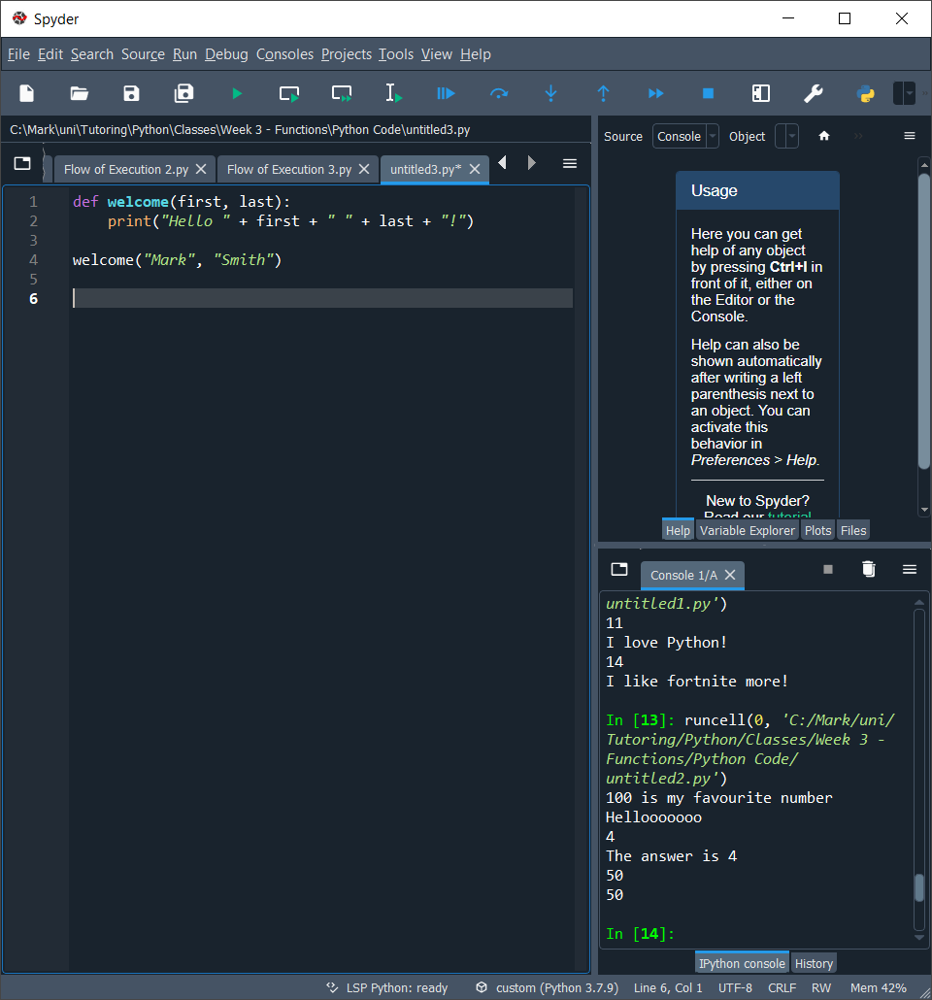 Spyder
File Edit Search Source Run Debug Consoles Projects Tools View Help
C:\Mark\uni\Tutoring\Python\Classes\Week 3 - Functions\Python Code\untitled3.py
Flow of Execution 2.py
Flow of Execution 3.py
untitled3.py*
1 def welcome(first, last):
2     print("Hello " + first + " " + last + "!")
3
4 welcome("Mark", "Smith")
5
6
Source Console Object
Usage
Here you can get
help of any object
by pressing Ctrl+I in
front of it, either on
the Editor or the
Console.
Help can also be
shown automatically
after writing a left
parenthesis next to
an object. You can
activate this
behavior in
Preferences > Help.
New to Spyder?
Read our tutorial
Help Variable Explorer Plots Files
Console 1/A
untitled1.py')
11
I love Python!
14
I like fortnite more!
In [13]: runcell(0, 'C:/Mark/uni/
Tutoring/Python/Classes/Week 3 -
Functions/Python Code/
untitled2.py')
100 is my favourite number
Hellooooooo
4
The answer is 4
50
50
In [14]:
IPython console History
LSP Python: ready custom (Python 3.7.9) Line 6, Col 1 UTF-8 CRLF RW Mem 42%